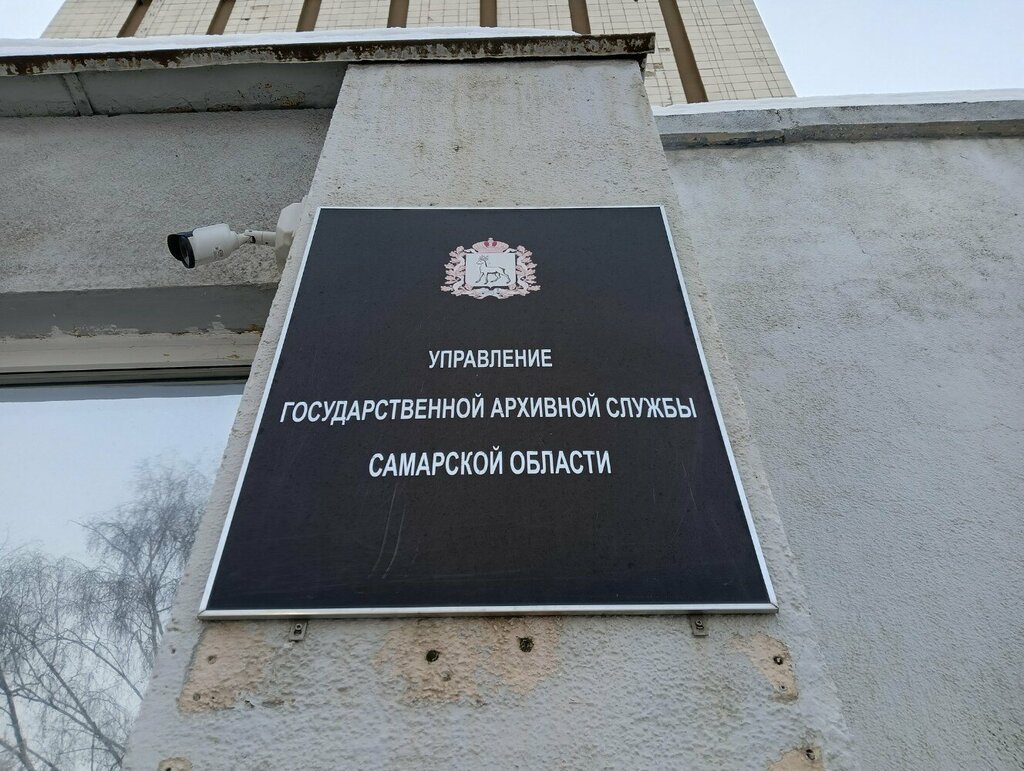 УПРАВЛЕНИЕ
ГОСУДАРСТВЕННОЙ АРХИВНОЙ СЛУЖБЫ
САМАРСКОЙ ОБЛАСТИ